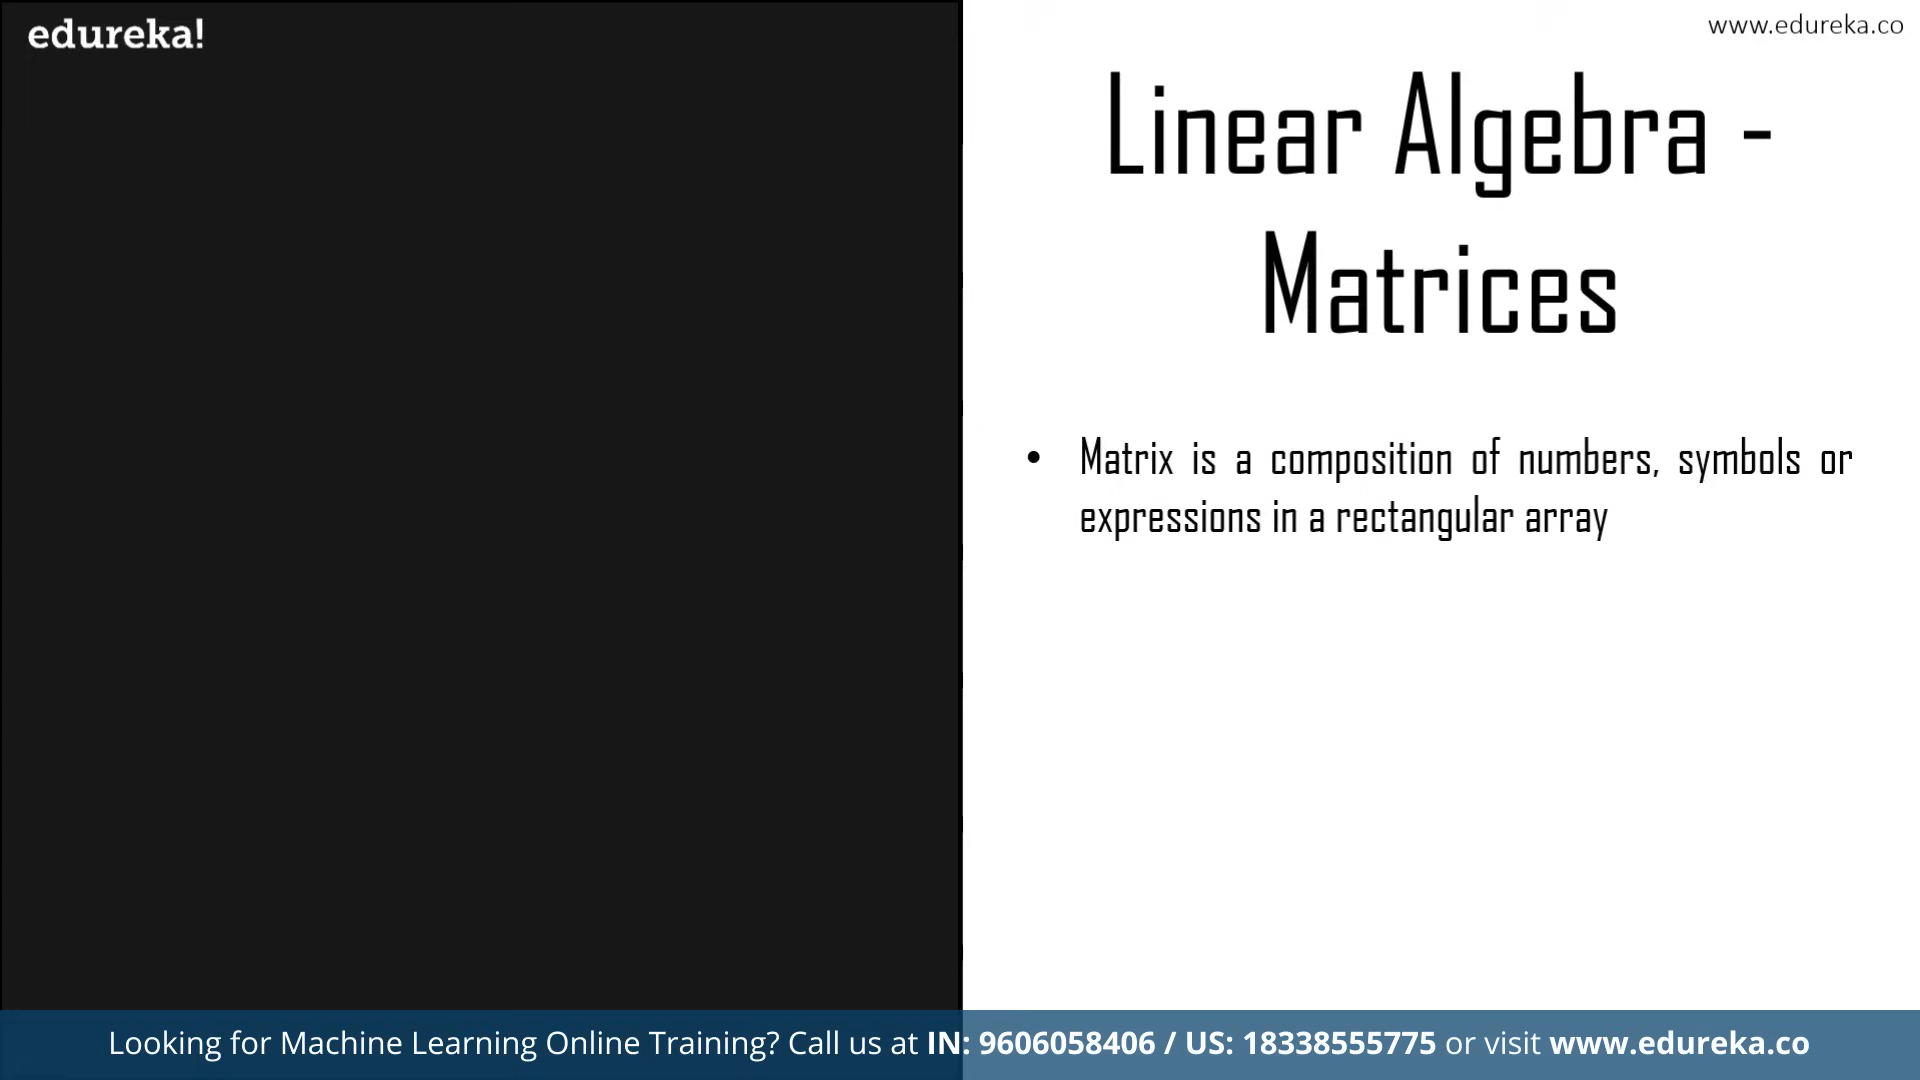 edureka!
www.edureka.co
Linear Algebra -
Matrices
• Matrix is a composition of numbers, symbols or
expressions in a rectangular array
Looking for Machine Learning Online Training? Call us at IN: 9606058406 / US: 18338555775 or visit www.edureka.co